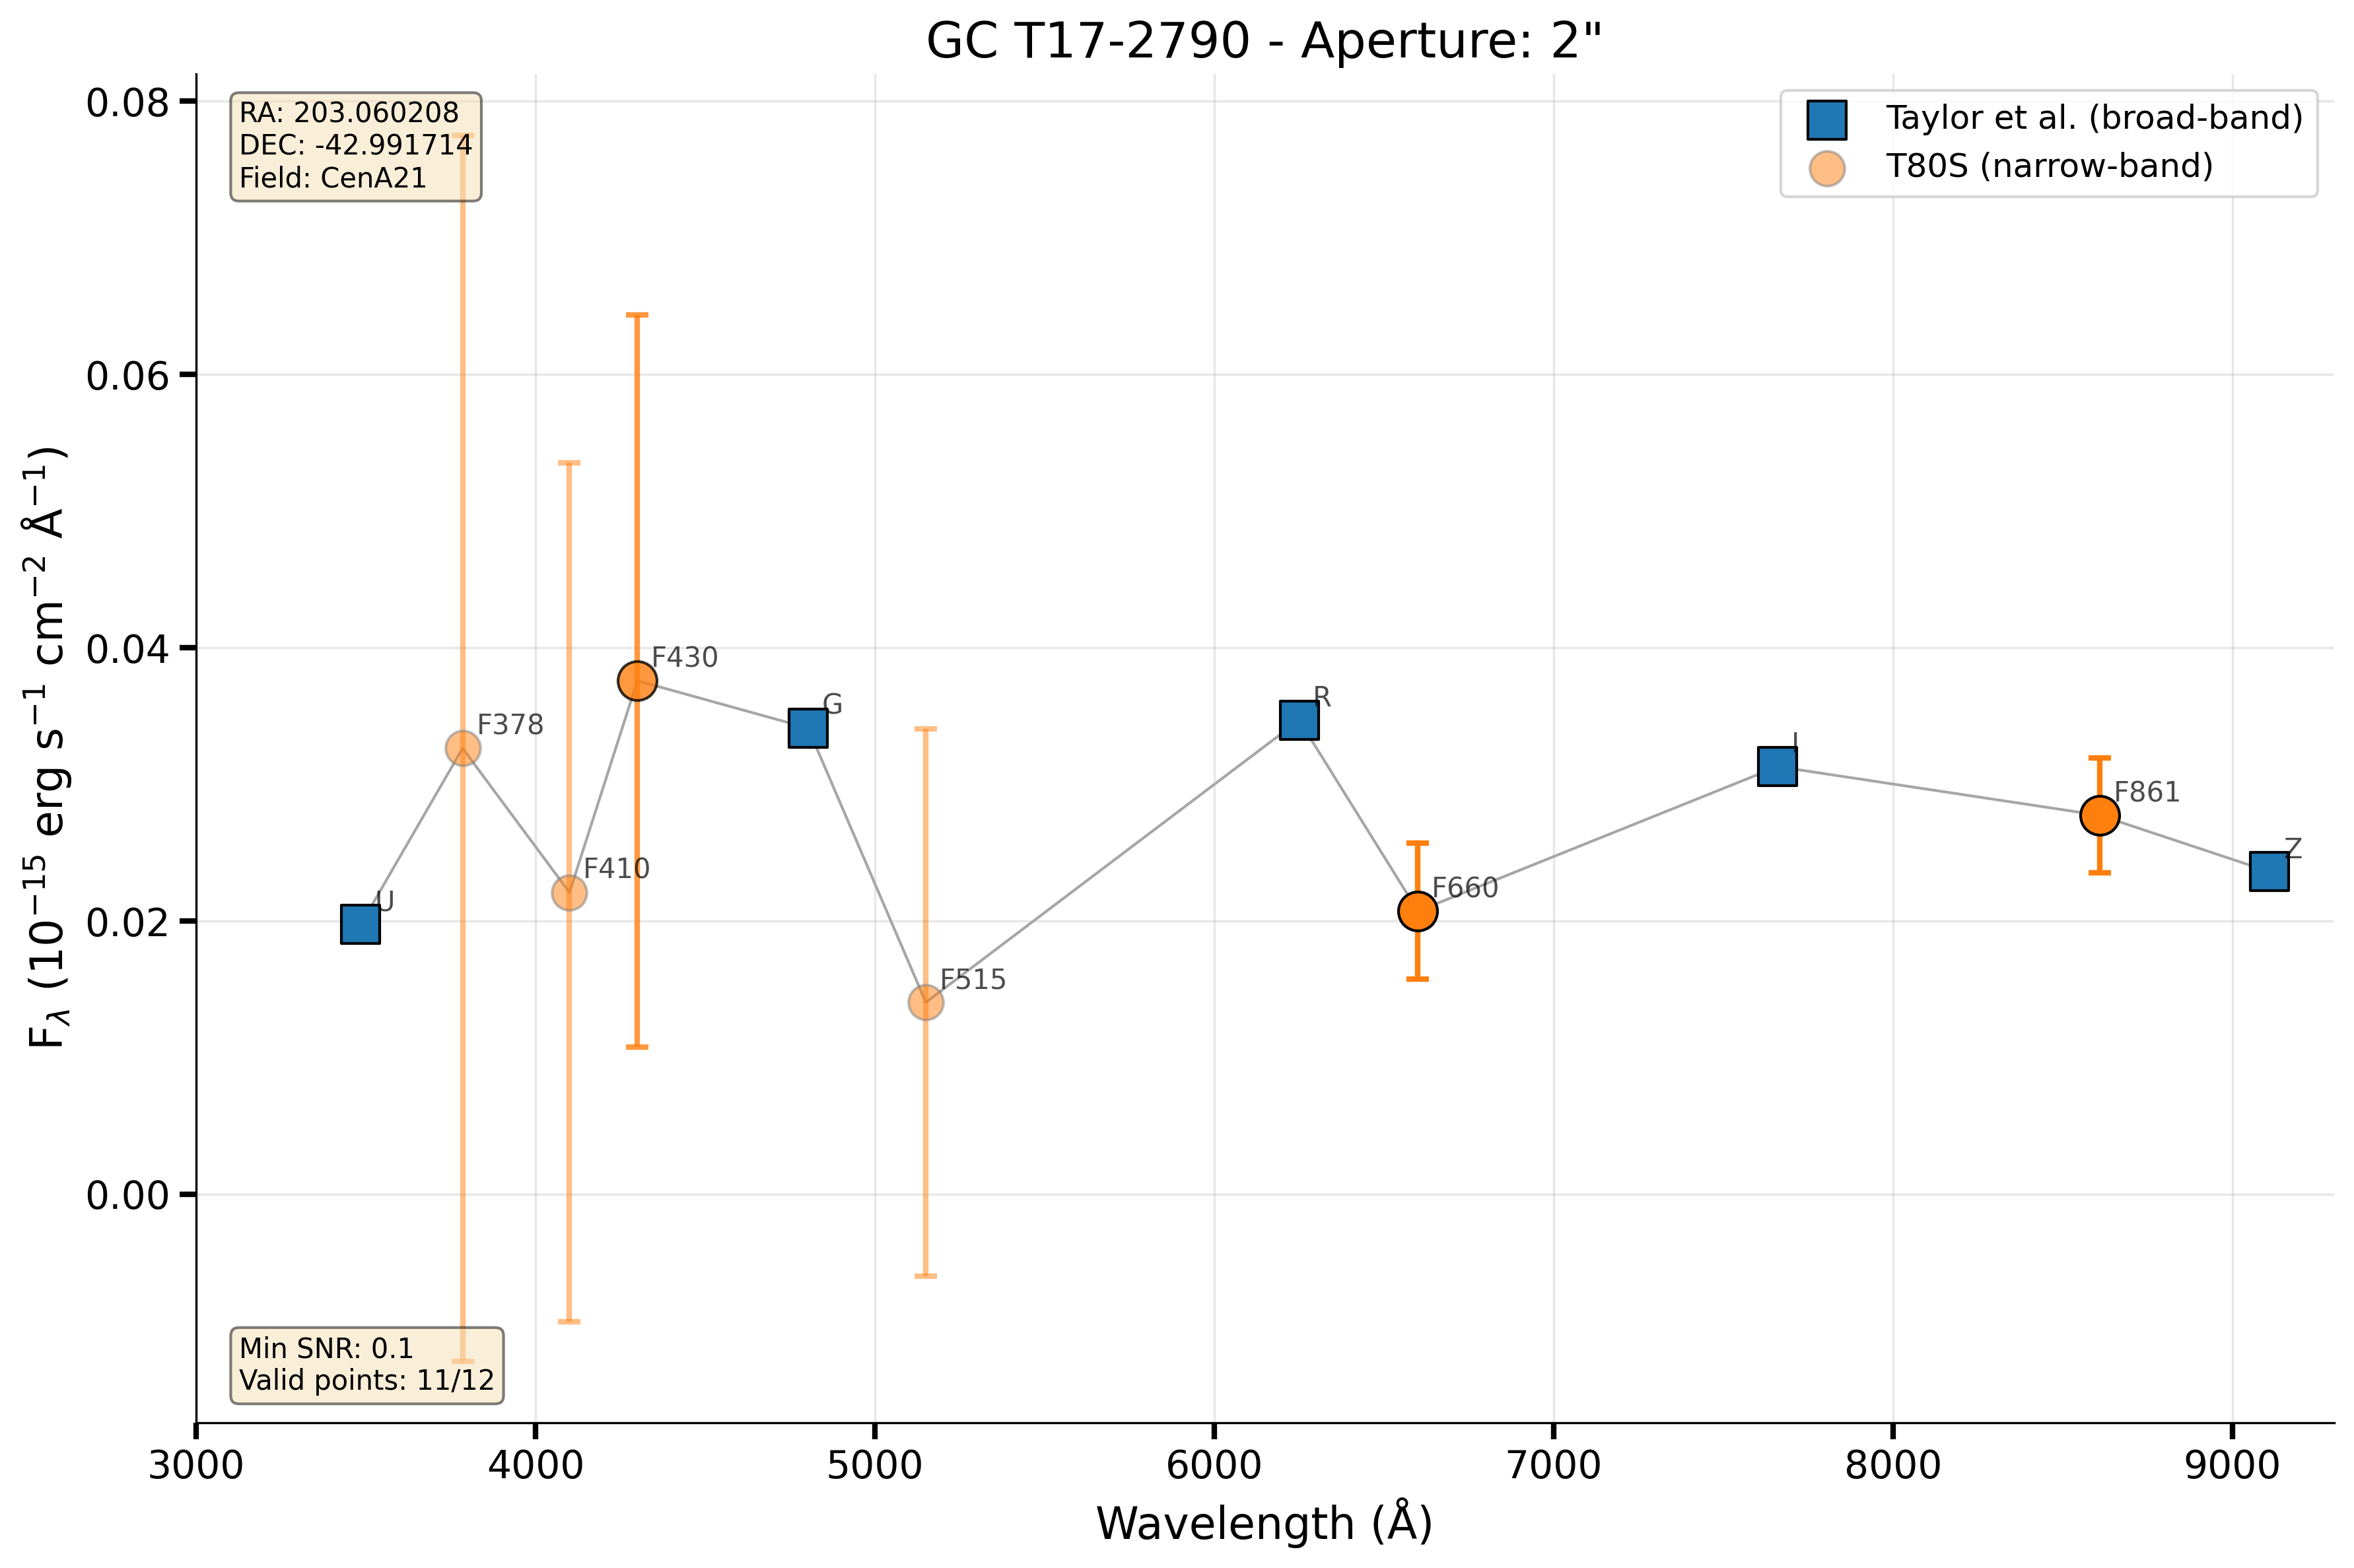 GC T17-2790 - Aperture: 2"
RA: 203.060208
DEC: -42.991714
Field: CenA21
Taylor et al. (broad-band)
T80S (narrow-band)
0.08
0.06
0.04
0.02
0.00
F_λ (10⁻¹⁵ erg s⁻¹ cm⁻² Å⁻¹)
U
F378
F410
F430
G
F515
R
F660
I
F861
Z
Min SNR: 0.1
Valid points: 11/12
3000 4000 5000 6000 7000 8000 9000
Wavelength (Å)